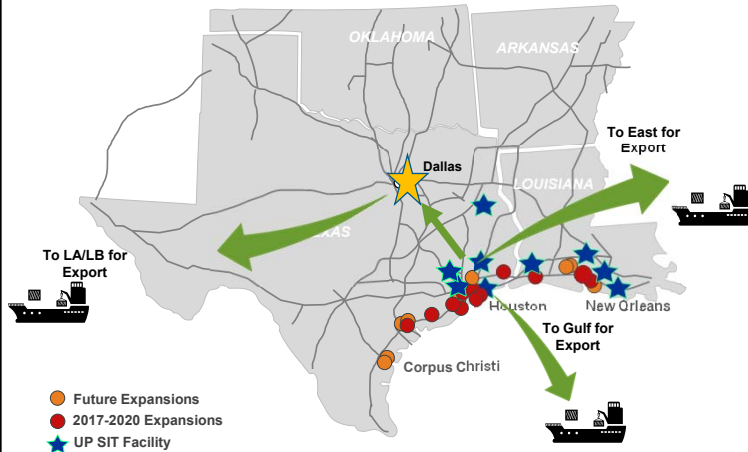 OKLAHOMA
ARKANSAS
To East for
Export
Dallas
LOUISIANA
TEXAS
To LA/LB for
Export
Houston
New Orleans
To Gulf for
Export
Corpus Christi
Future Expansions
2017-2020 Expansions
UP SIT Facility